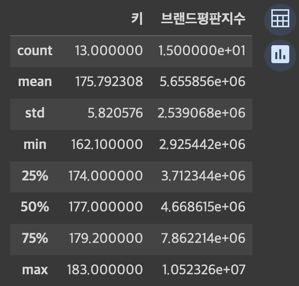 키 브랜드평판지수
count 13.000000 1.500000e+01
mean 175.792308 5.655856e+06
std 5.820576 2.539068e+06
min 162.100000 2.925442e+06
25% 174.000000 3.712344e+06
50% 177.000000 4.668615e+06
75% 179.200000 7.862214e+06
max 183.000000 1.052326e+07